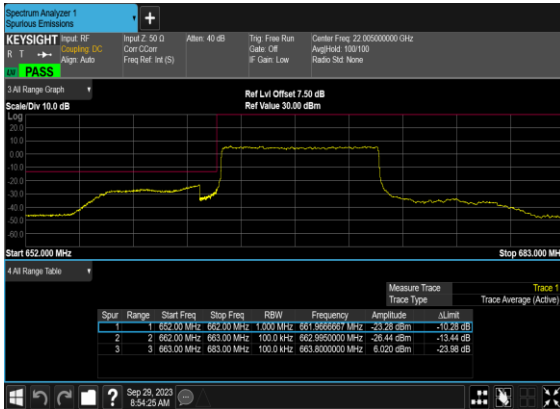 Spectrum Analyzer 1
Spurious Emissions
+
KEYSIGHT Input: RF Input Z: 50 Ω Atten: 40 dB Trig: Free Run Center Freq: 22.005000000 GHz
R T Coupling: DC Corr CCorr Gate: Off Avg|Hold: 100/100
Align: Auto Freq Ref: Int (S) IF Gain: Low Radio Std: None
PASS
3 All Range Graph
Ref Lvl Offset 7.50 dB
Scale/Div 10.0 dB Ref Value 30.00 dBm
Log
20.0
10.0
0.00
-10.0
-20.0
-30.0
-40.0
-50.0
-60.0
Start 652.000 MHz Stop 683.000 MH
4 All Range Table
Measure Trace Trace 1
Trace Type Trace Average (Active)
Spur Range Start Freq Stop Freq RBW Frequency Amplitude ΔLimit
1 1 652.00 MHz 662.00 MHz 1.000 MHz 661.9666667 MHz -23.28 dBm -10.28 dB
2 2 662.00 MHz 663.00 MHz 100.0 kHz 662.9950000 MHz -26.44 dBm -13.44 dB
3 3 663.00 MHz 683.00 MHz 100.0 kHz 663.8000000 MHz 6.020 dBm -23.98 dB
?
Sep 29, 2023
8:54:25 AM